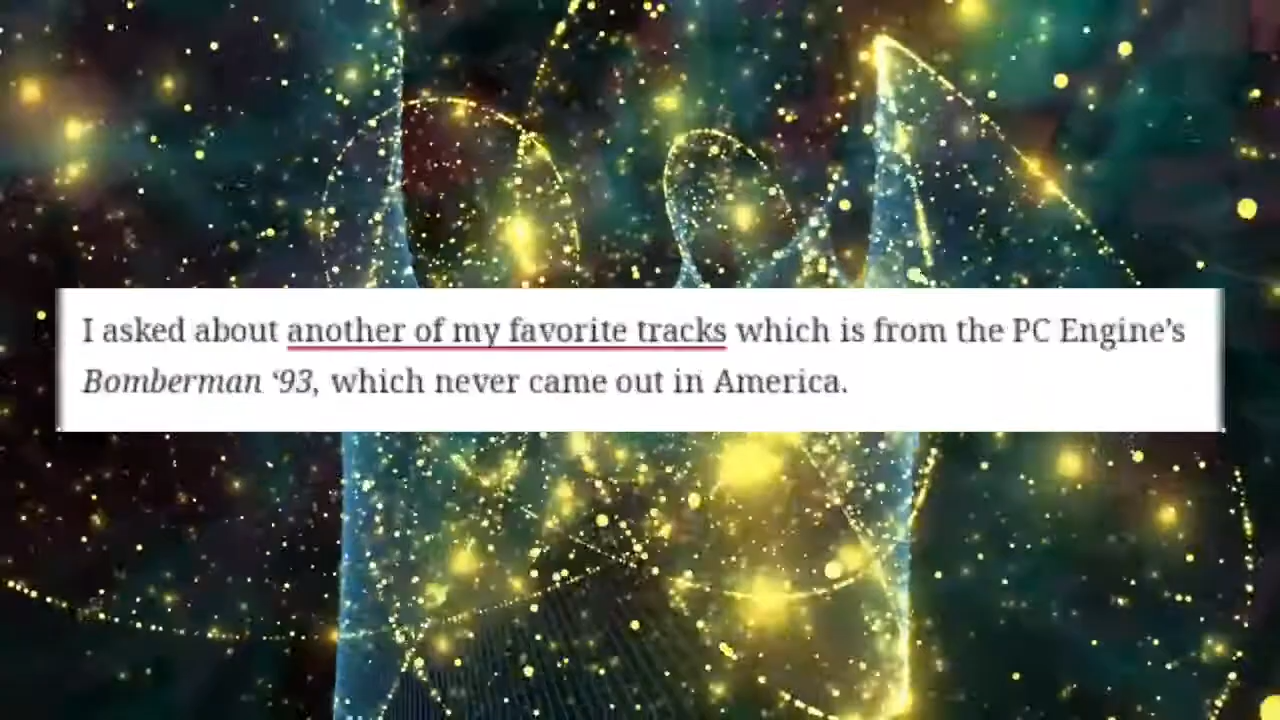 I asked about another of my favorite tracks which is from the PC Engine’s
Bomberman ‘93, which never came out in America.